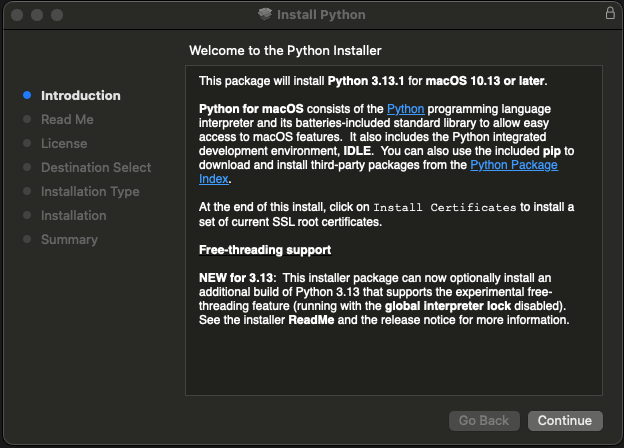 Install Python
Welcome to the Python Installer
Introduction
Read Me
License
Destination Select
Installation Type
Installation
Summary
This package will install Python 3.13.1 for macOS 10.13 or later.
Python for macOS consists of the Python programming language
interpreter and its batteries-included standard library to allow easy
access to macOS features.  It also includes the Python integrated
development environment, IDLE.  You can also use the included pip to
download and install third-party packages from the Python Package
Index.
At the end of this install, click on Install Certificates to install a
set of current SSL root certificates.
Free-threading support
NEW for 3.13:  This installer package can now optionally install an
additional build of Python 3.13 that supports the experimental free-
threading feature (running with the global interpreter lock disabled).
See the installer ReadMe and the release notice for more information.
Go Back
Continue